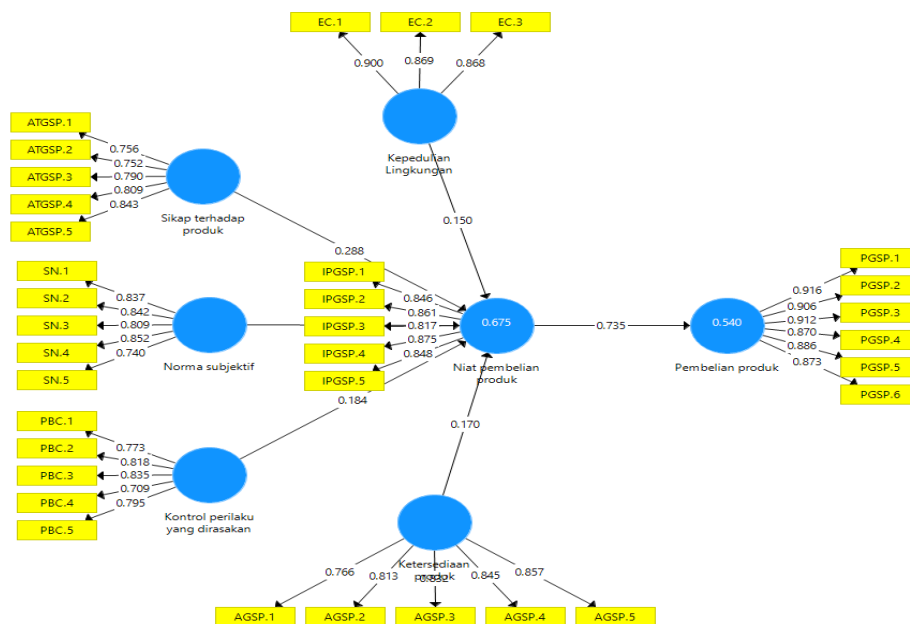 EC.1
EC.2
EC.3
0.900
0.869
0.868
Kepedulian
Lingkungan
0.150
ATGSP.1
ATGSP.2
ATGSP.3
ATGSP.4
ATGSP.5
0.756
0.752
0.790
0.809
0.843
Sikap terhadap
produk
0.288
SN.1
SN.2
SN.3
SN.4
SN.5
0.837
0.842
0.809
0.852
0.740
Norma subjektif
IPGSP.1
IPGSP.2
IPGSP.3
IPGSP.4
IPGSP.5
0.846
0.861
0.817
0.875
0.848
0.675
Niat pembelian
produk
0.735
0.540
Pembelian produk
PGSP.1
PGSP.2
PGSP.3
PGSP.4
PGSP.5
PGSP.6
0.916
0.906
0.912
0.870
0.886
0.873
PBC.1
PBC.2
PBC.3
PBC.4
PBC.5
0.773
0.818
0.835
0.709
0.795
Kontrol perilaku
yang dirasakan
0.184
0.170
Ketersediaan
produk
0.766
0.813
0.845
0.857
AGSP.1
AGSP.2
AGSP.3
AGSP.4
AGSP.5